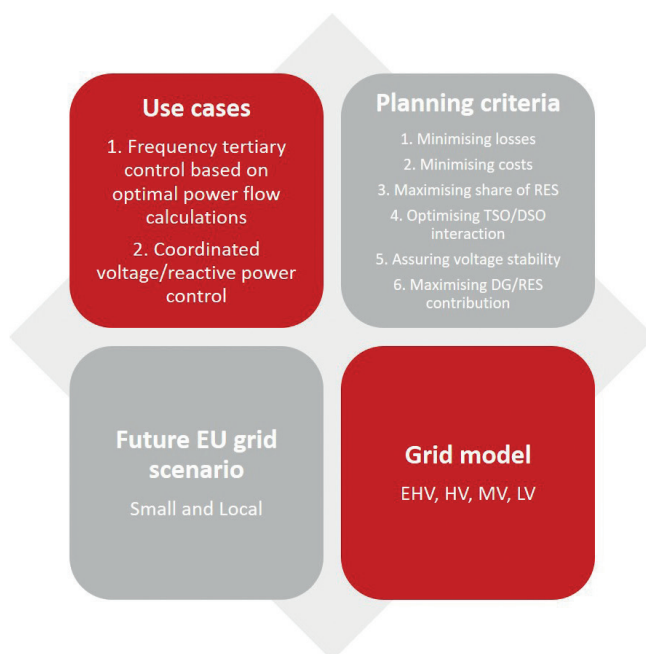 Use cases
1. Frequency tertiary
control based on
optimal power flow
calculations
2. Coordinated
voltage/reactive power
control
Planning criteria
1. Minimising losses
2. Minimising costs
3. Maximising share of RES
4. Optimising TSO/DSO
interaction
5. Assuring voltage stability
6. Maximising DG/RES
contribution
Future EU grid
scenario
Small and Local
Grid model
EHV, HV, MV, LV